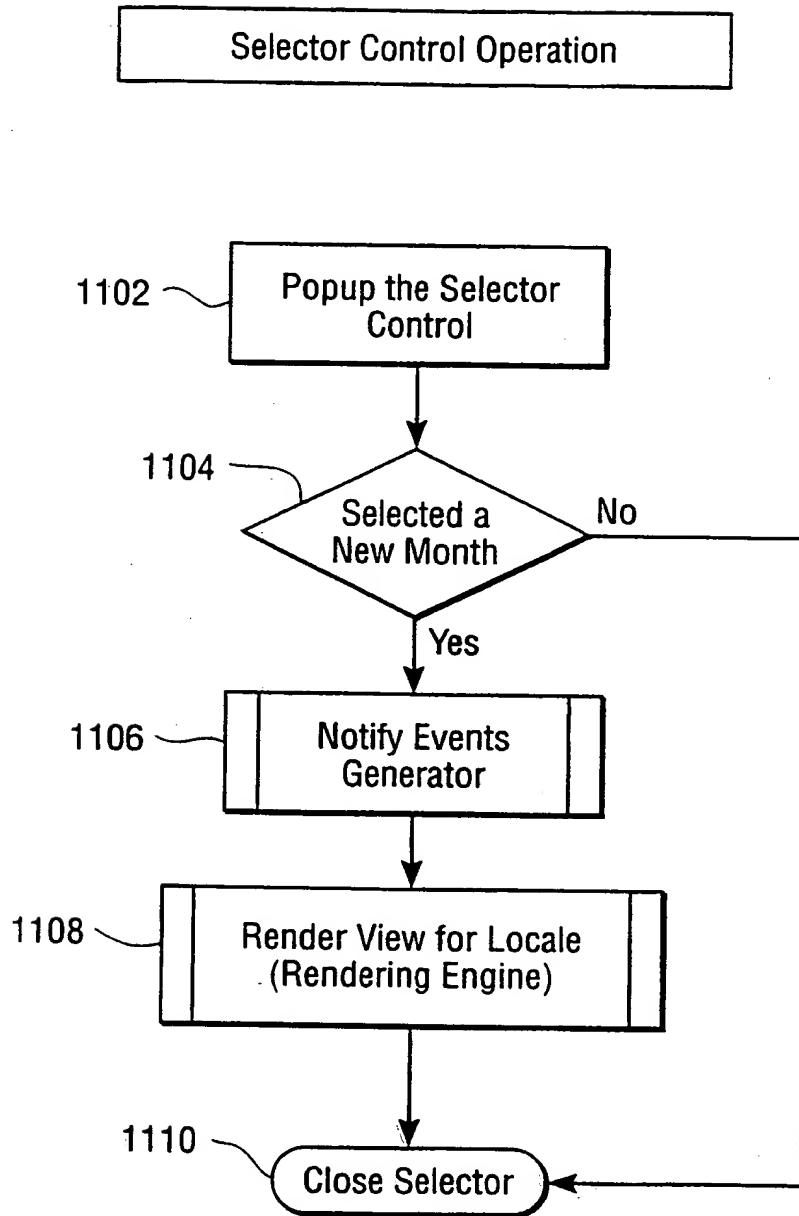 Selector Control Operation
1102
Popup the Selector
Control
1104
Selected a
New Month
No
Yes
1106
Notify Events
Generator
1108
Render View for Locale
(Rendering Engine)
1110
Close Selector